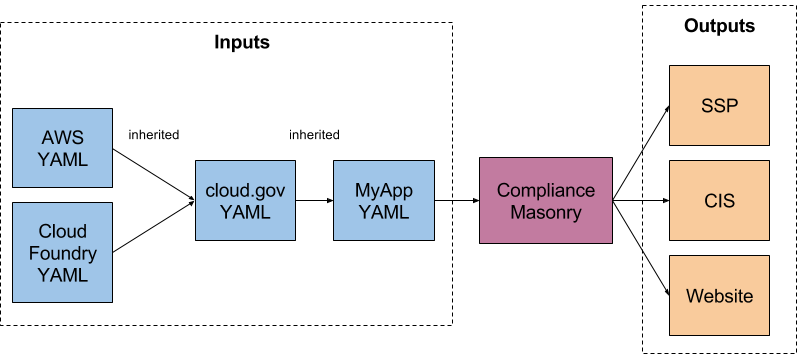 Inputs
AWS
YAML
inherited
Cloud
Foundry
YAML
cloud.gov
YAML
inherited
MyApp
YAML
Compliance
Masonry
Outputs
SSP
CIS
Website